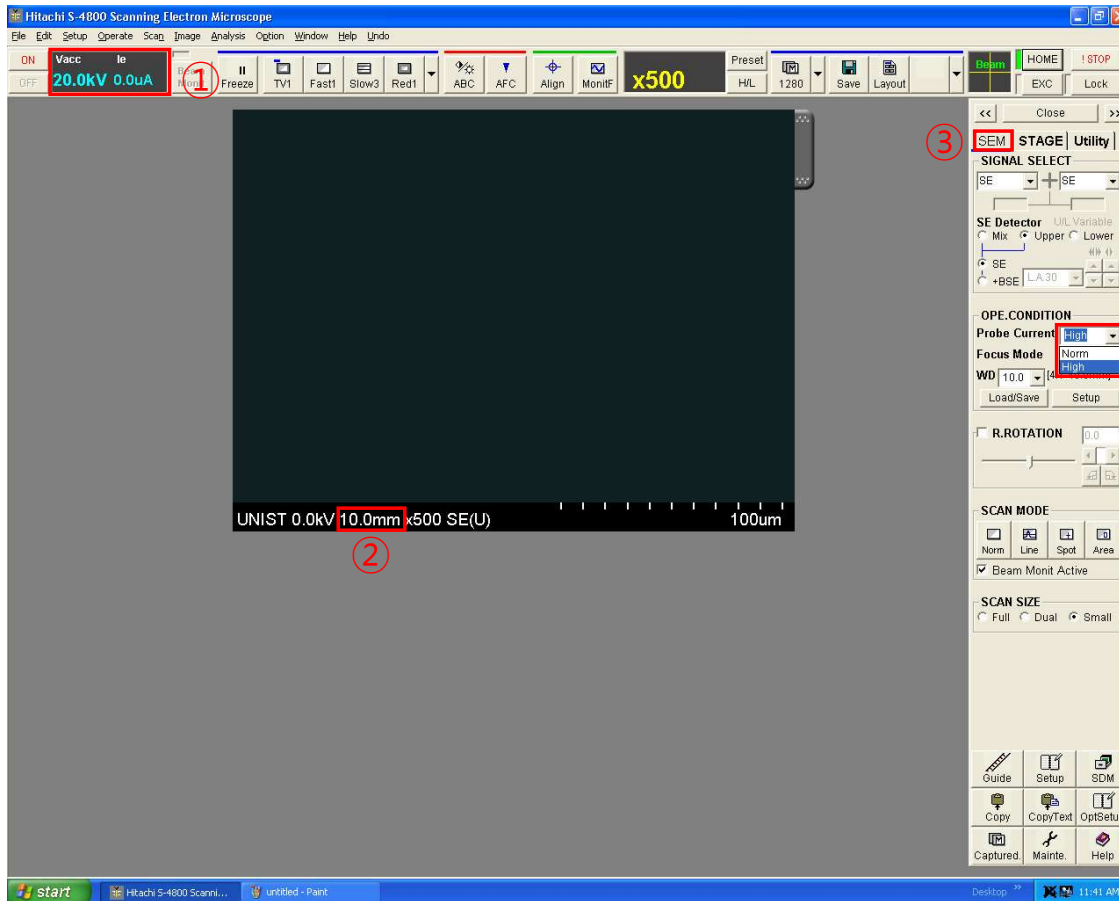 Hitachi S-4800 Scanning Electron Microscope
File Edit Setup Operate Scan Image Analysis Option Window Help Undo
ON
OFF
Vacc Ie
20.0kV 0.0uA
①
Freeze
TV1
Fast1
Slow3
Red1
ABC
AFC
Align
MonitF
x500
Preset
H/L
1280
Save
Layout
Beam
HOME
EXC
! STOP
Lock
<< Close >>
③
SEM STAGE Utility
SIGNAL SELECT
SE SE
SE Detector U/L Variable
Mix Upper Lower
SE
+BSE L.A.30
OPE.CONDITION
Probe Current High
Focus Mode Norm
High
WD 10.0
Load/Save Setup
R.ROTATION 0.0
SCAN MODE
Norm Line Spot Area
Beam Monit Active
SCAN SIZE
Full Dual Small
UNIST 0.0kV 10.0mm x500 SE(U) 100um
②
Guide Setup SDM
Copy CopyText OptSetu
Captured. Mainte. Help
start Hitachi S-4800 Scanni... untitled - Paint Desktop » 11:41 AM